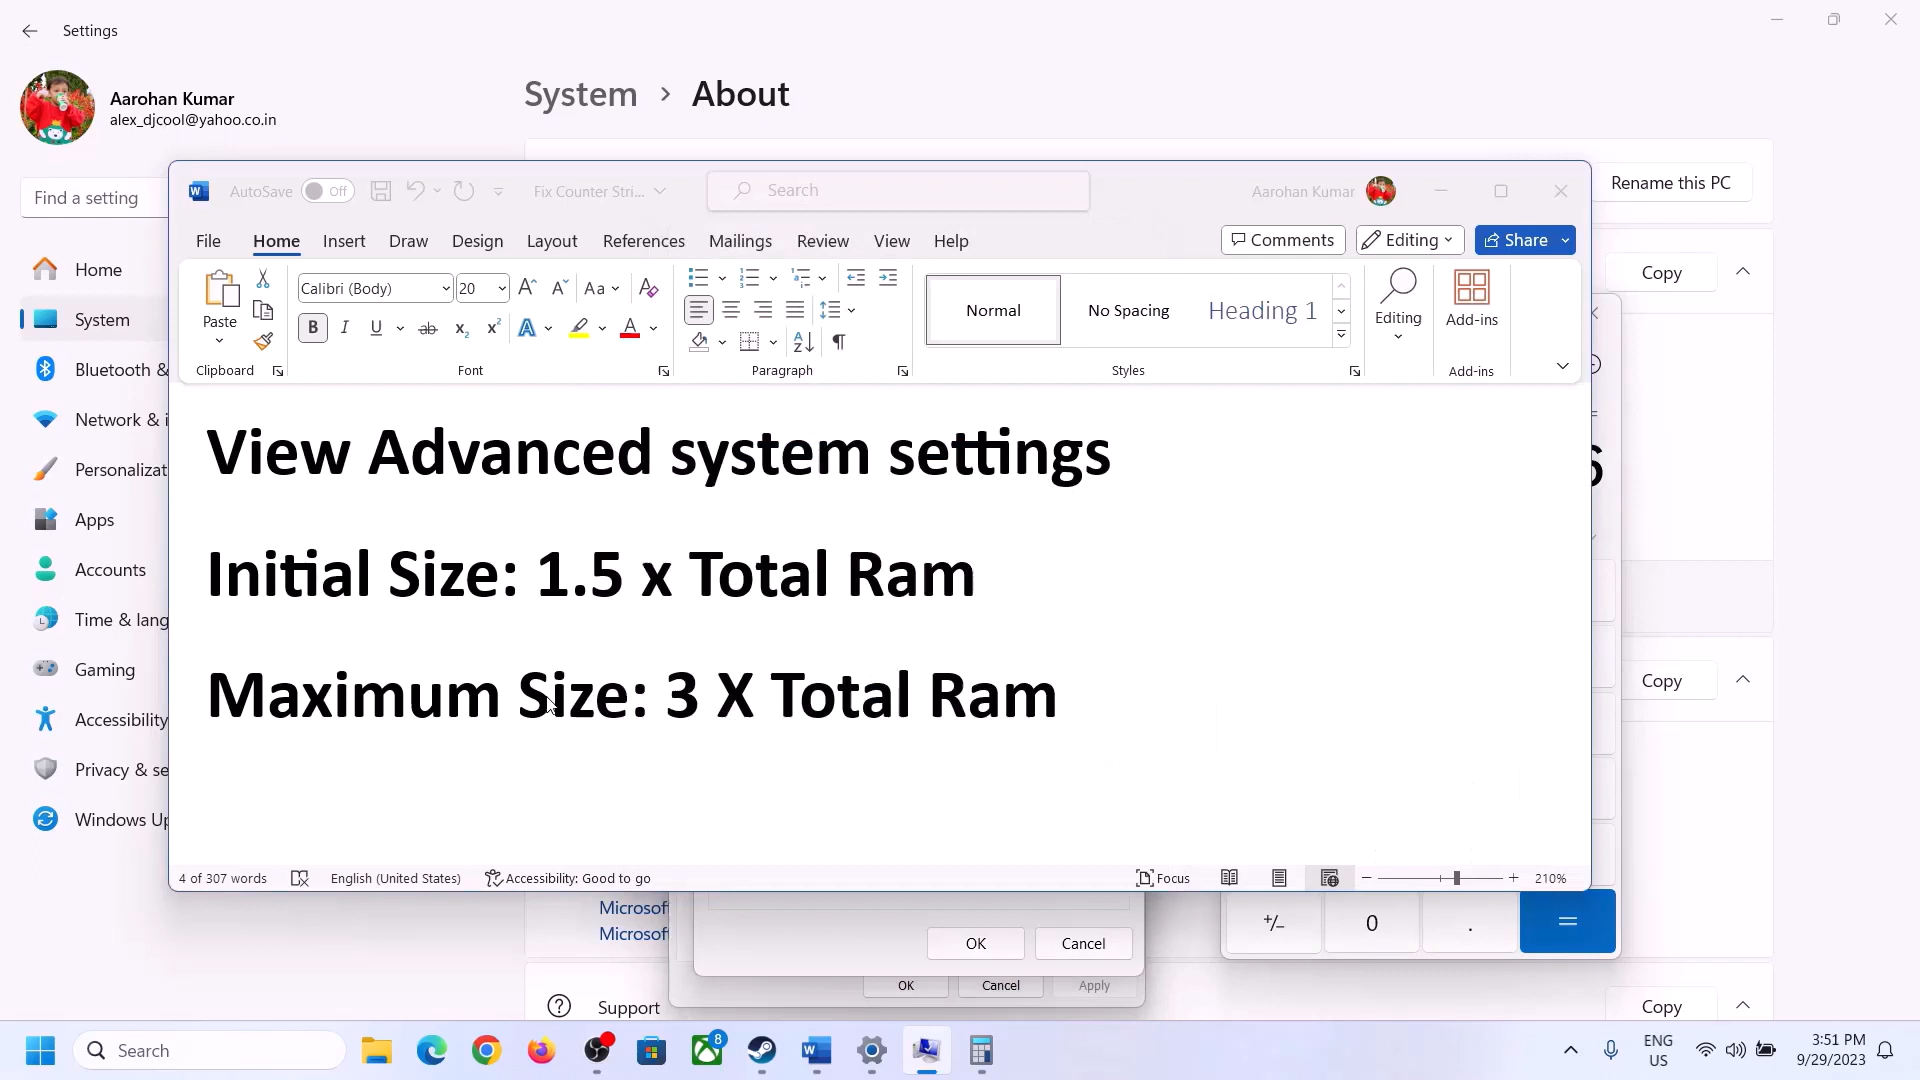 Settings
Aarohan Kumar
alex_djcool@yahoo.co.in
System > About
Find a setting
Rename this PC
AutoSave Off
Fix Counter Stri...
Search
Aarohan Kumar
File Home Insert Draw Design Layout References Mailings Review View Help
Comments Editing Share
Home
System
Bluetooth &
Network & i
Personalizat
Apps
Accounts
Time & lang
Gaming
Accessibility
Privacy & se
Windows Up
Paste
Calibri (Body) 20
Normal
No Spacing
Heading 1
Editing
Add-ins
Clipboard Font Paragraph Styles Add-ins
Copy
View Advanced system settings
Initial Size: 1.5 x Total Ram
Maximum Size: 3 X Total Ram
Copy
4 of 307 words English (United States) Accessibility: Good to go Focus 210%
Microsof
Microsof
OK Cancel
OK Cancel Apply
+/- 0 . =
Support
Copy
Search
8
ENG
US
3:51 PM
9/29/2023